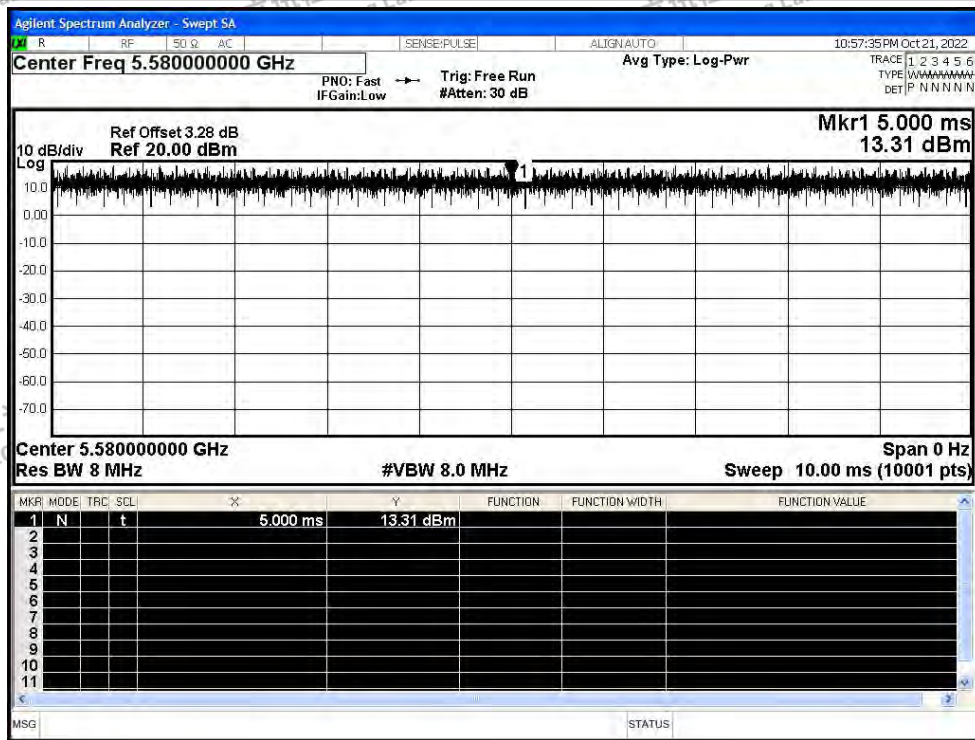 Agilent Spectrum Analyzer - Swept SA
R RF 50 Ω AC SENSE:PULSE ALIGNAUTO 10:57:35 PM Oct 21, 2022
Center Freq 5.580000000 GHz Avg Type: Log-Pwr TRACE 1 2 3 4 5 6
PNO: Fast Trig: Free Run TYPE
IFGain:Low #Atten: 30 dB DET P N N N N N
Mkr1 5.000 ms
Ref Offset 3.28 dB
10 dB/div Ref 20.00 dBm 13.31 dBm
Log
1
10.0
0.00
-10.0
-20.0
-30.0
-40.0
-50.0
-60.0
-70.0
Center 5.580000000 GHz Span 0 Hz
Res BW 8 MHz #VBW 8.0 MHz Sweep 10.00 ms (10001 pts)
MKR MODE TRC SCL X Y FUNCTION FUNCTION WIDTH FUNCTION VALUE
1 N t 5.000 ms 13.31 dBm
2
3
4
5
6
7
8
9
10
11
MSG STATUS